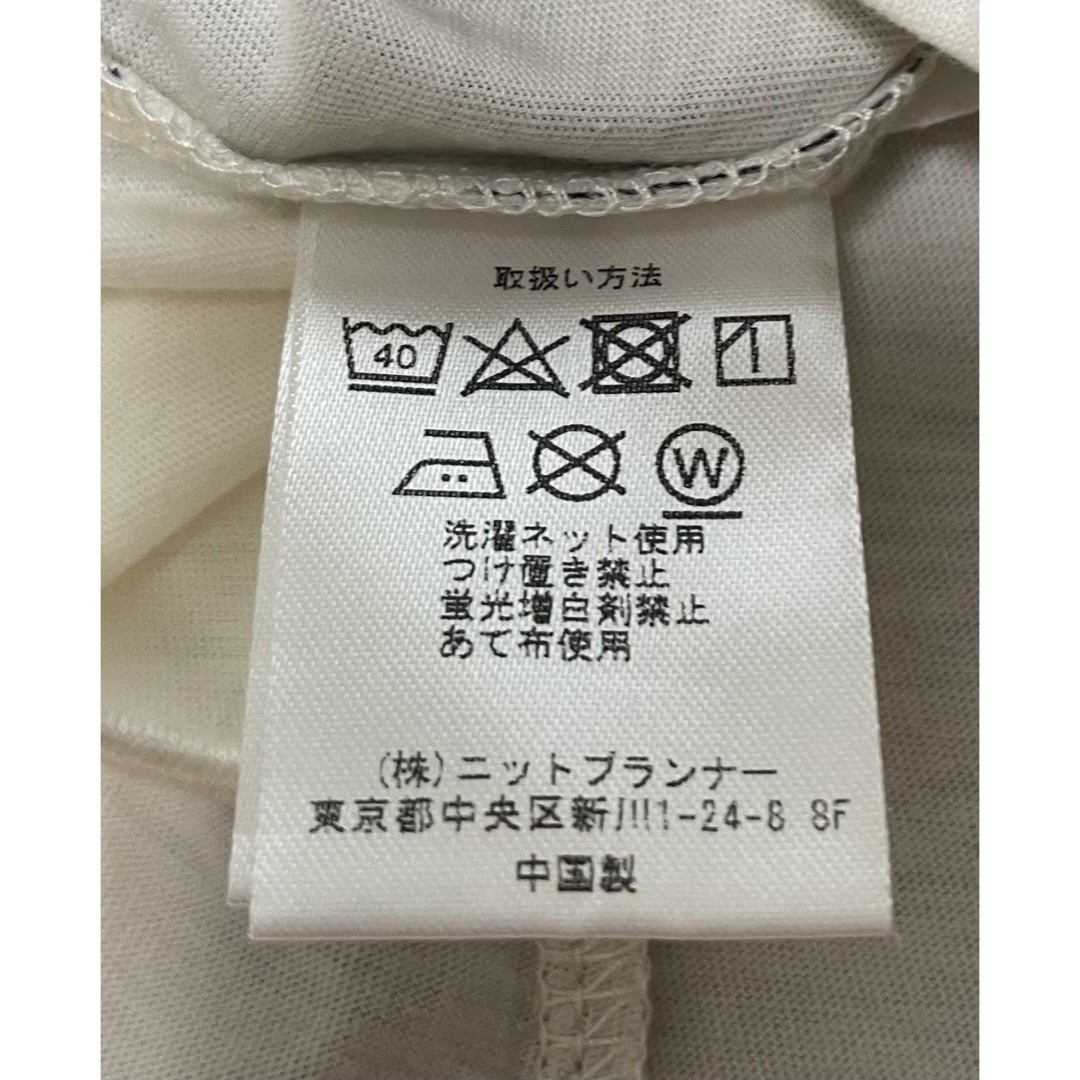 取扱い方法
40
W
洗濯ネット使用
つけ置き禁止
蛍光増白剤禁止
あて布使用
(株)ニットプランナー
東京都中央区新川1-24-8 8F
中国製